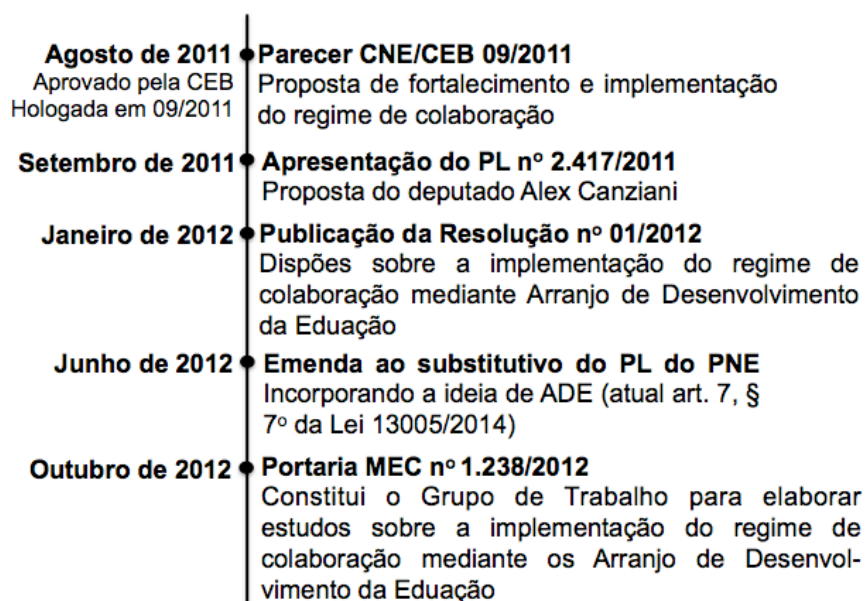 Agosto de 2011
Aprovado pela CEB
Hologada em 09/2011
Parecer CNE/CEB 09/2011
Proposta de fortalecimento e implementação
do regime de colaboração
Setembro de 2011
Apresentação do PL nº 2.417/2011
Proposta do deputado Alex Canziani
Janeiro de 2012
Publicação da Resolução nº 01/2012
Dispões sobre a implementação do regime de
colaboração mediante Arranjo de Desenvolvimento
da Eduação
Junho de 2012
Emenda ao substitutivo do PL do PNE
Incorporando a ideia de ADE (atual art. 7, §
7º da Lei 13005/2014)
Outubro de 2012
Portaria MEC nº 1.238/2012
Constitui o Grupo de Trabalho para elaborar
estudos sobre a implementação do regime de
colaboração mediante os Arranjo de Desenvol-
vimento da Eduação